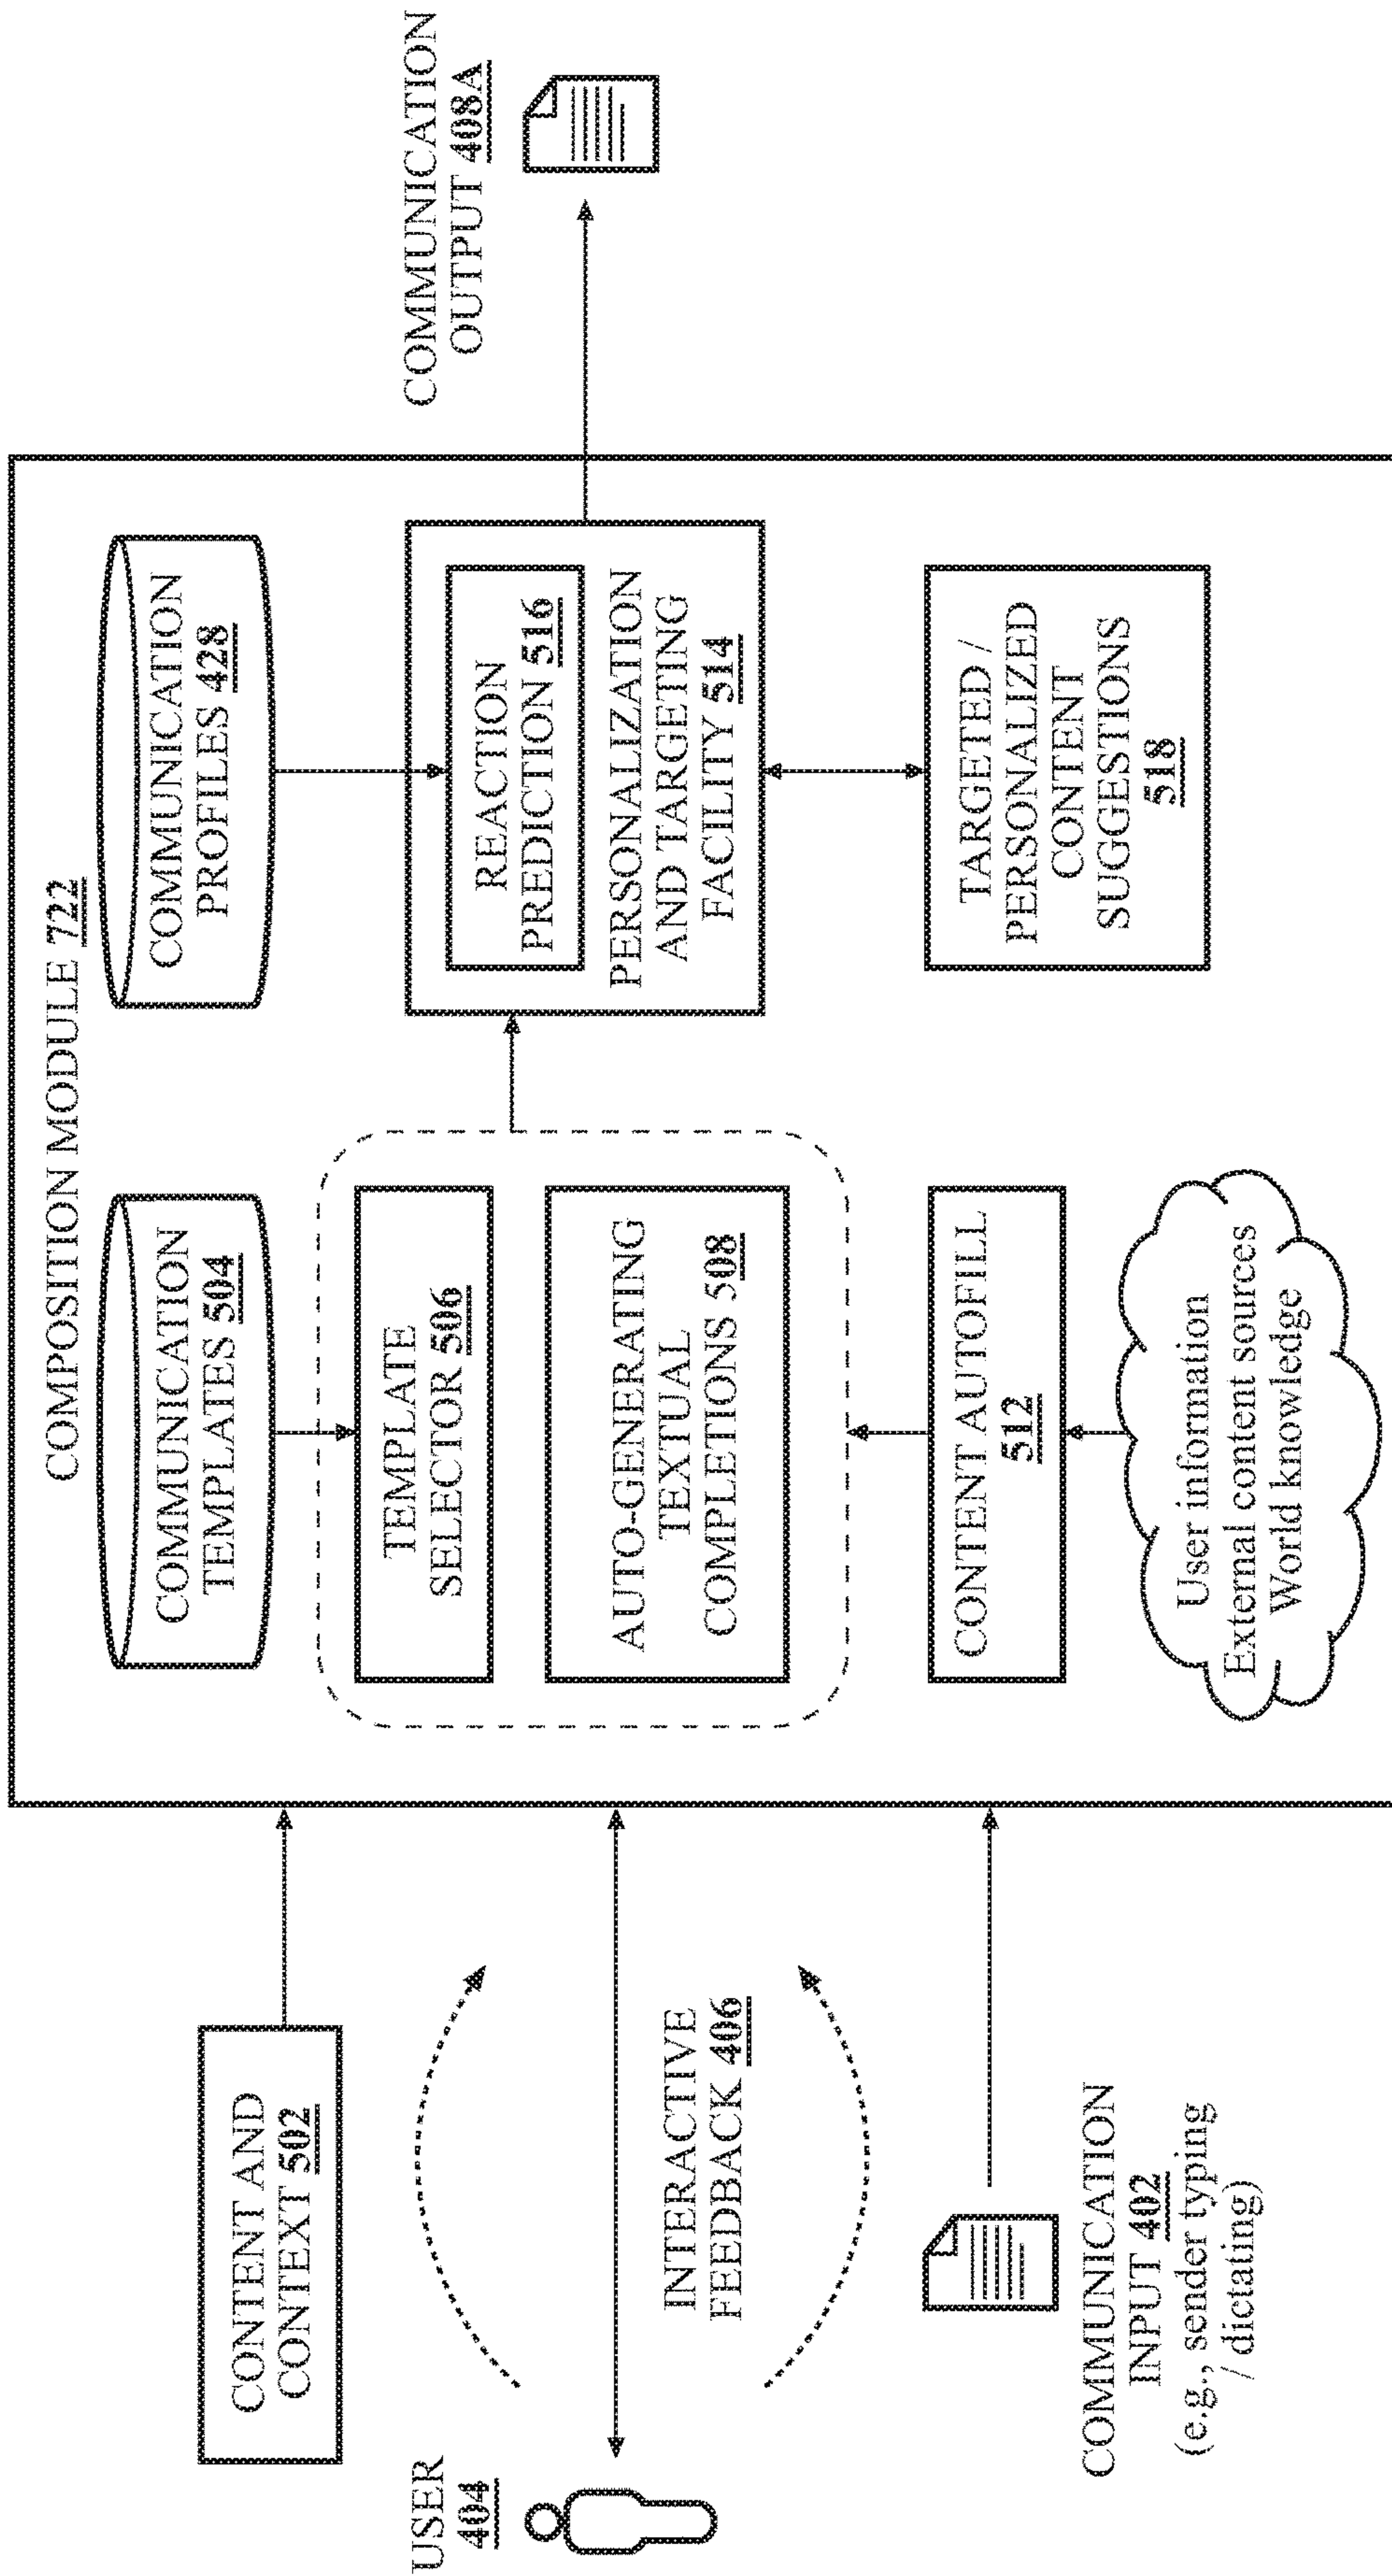 COMPOSITION MODULE 722
CONTENT AND
CONTEXT 502
USER
404
INTERACTIVE
FEEDBACK 406
COMMUNICATION
INPUT 402
(e.g., sender typing
/ dictating)
COMMUNICATION
TEMPLATES 504
TEMPLATE
SELECTOR 506
AUTO-GENERATING
TEXTUAL
COMPLETIONS 508
CONTENT AUTOFILL
512
User information
External content sources
World knowledge
COMMUNICATION
PROFILES 428
REACTION
PREDICTION 516
PERSONALIZATION
AND TARGETING
FACILITY 514
TARGETED /
PERSONALIZED
CONTENT
SUGGESTIONS
518
COMMUNICATION
OUTPUT 408A